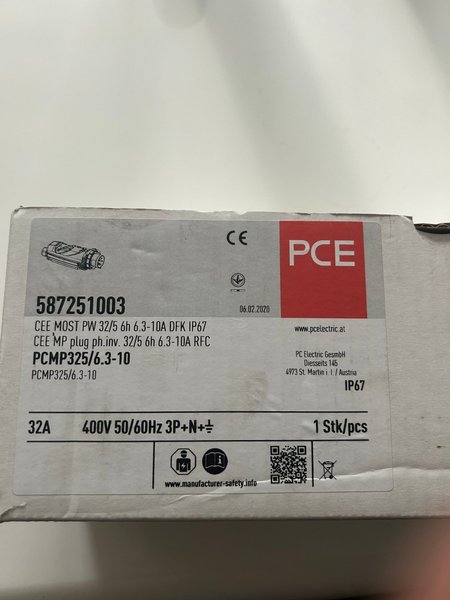 CE
PCE
587251003
06.02.2020
CEE MOST PW 32/5 6h 6.3-10A DFK IP67
www.pcelectric.at
CEE MP plug ph.inv. 32/5 6h 6.3-10A RFC
PCMP325/6.3-10
PC Electric GesmbH
Diesseits 145
PCMP325/6.3-10
4973 St. Martin i. I. / Austria
IP67
32A 400V 50/60Hz 3P+N+⏚ 1 Stk/pcs
www.manufacturer-safety.info